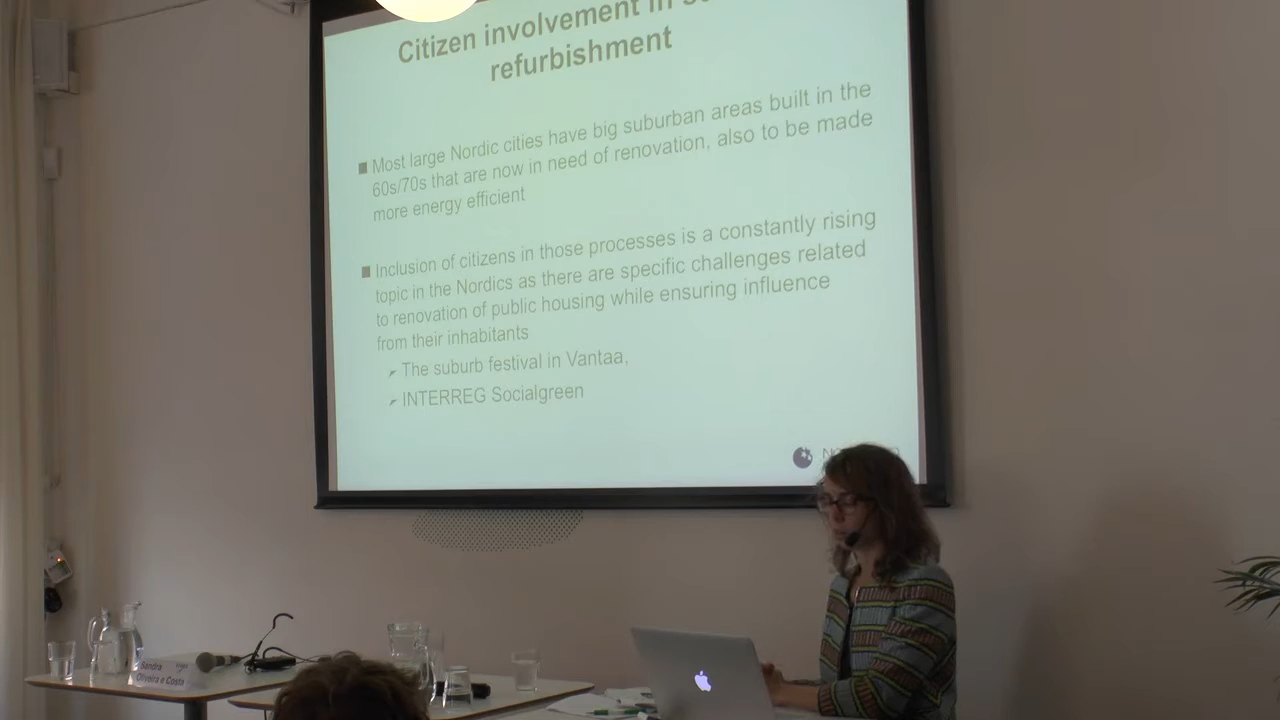 Citizen involvement in
refurbishment
Most large Nordic cities have big suburban areas built in the
60s/70s that are now in need of renovation, also to be made
more energy efficient
Inclusion of citizens in those processes is a constantly rising
topic in the Nordics as there are specific challenges related
to renovation of public housing while ensuring influence
from their inhabitants
The suburb festival in Vantaa,
INTERREG Socialgreen
Sandra
Oliveira e Costa